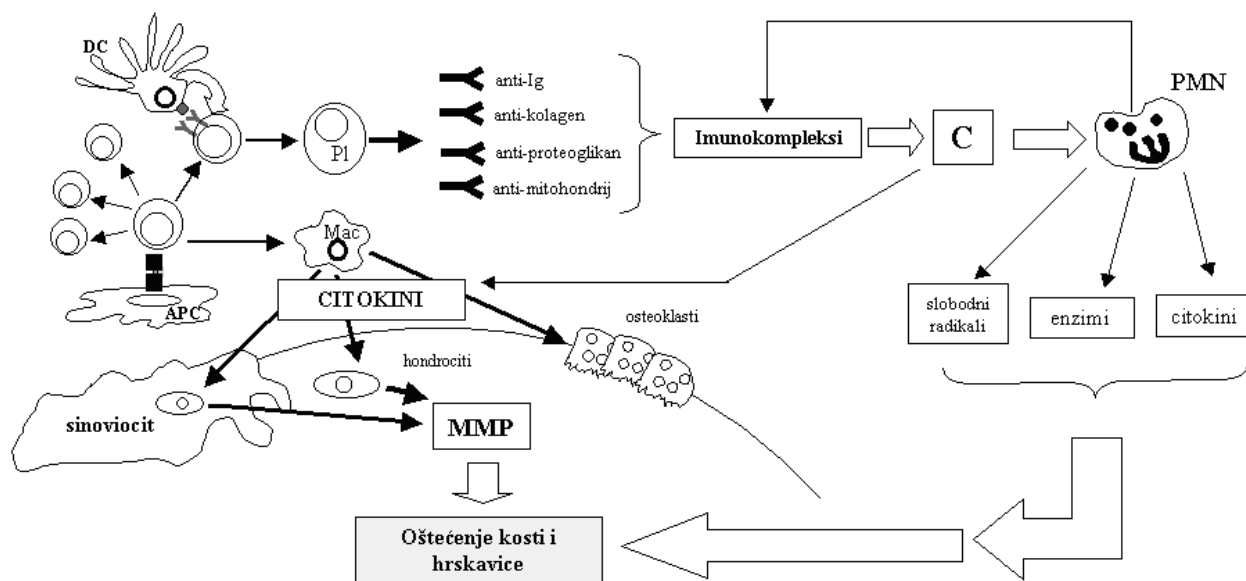 DC
PMN
anti-Ig
anti-kolagen
Pl
Imunokompleksi
C
anti-proteoglikan
anti-mitohondrij
Mac
CITOKINI
APC
slobodni
radikali
enzimi
citokini
osteoklasti
hondrociti
sinoviocit
MMP
Oštećenje kosti i
hrskavice